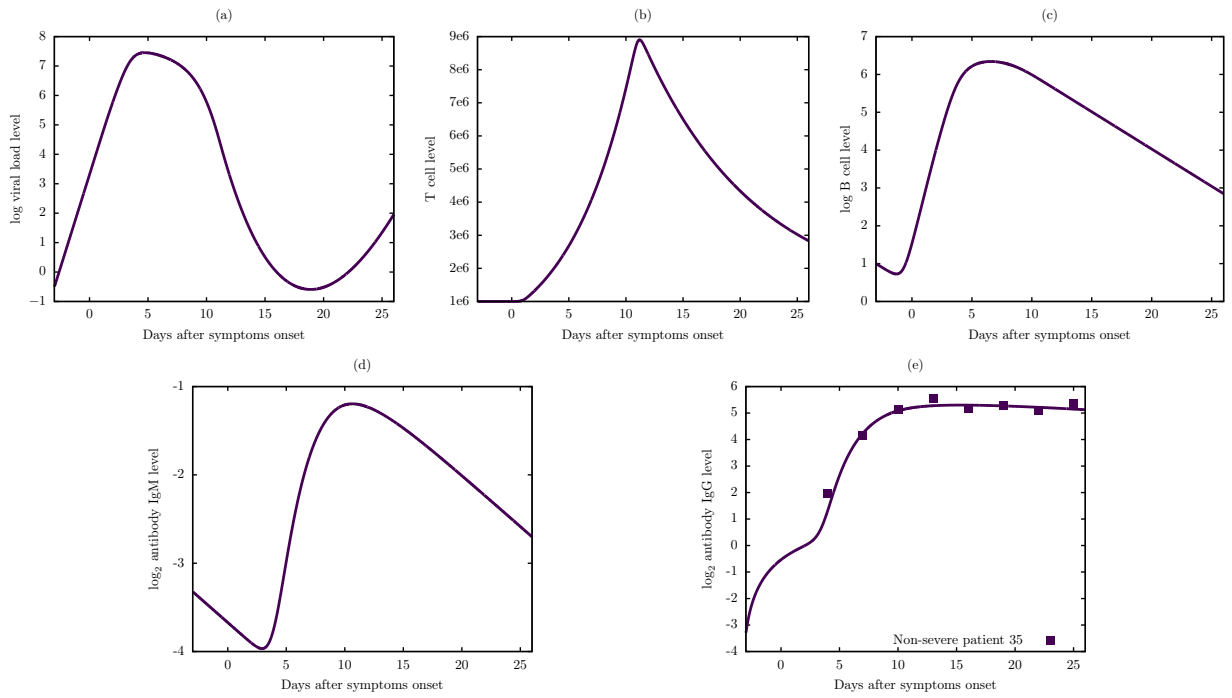 (a)
8
7
6
5
4
3
2
1
0
−1
0
5
10
15
20
25
log viral load level
Days after symptoms onset
(b)
9e6
8e6
7e6
6e6
5e6
4e6
3e6
2e6
1e6
0
5
10
15
20
25
T cell level
Days after symptoms onset
(c)
7
6
5
4
3
2
1
0
0
5
10
15
20
25
log B cell level
Days after symptoms onset
(d)
-1
-2
-3
-4
0
5
10
15
20
25
log₂ antibody IgM level
Days after symptoms onset
(e)
6
5
4
3
2
1
0
-1
-2
-3
-4
0
5
10
15
20
25
log₂ antibody IgG level
Days after symptoms onset
Non-severe patient 35